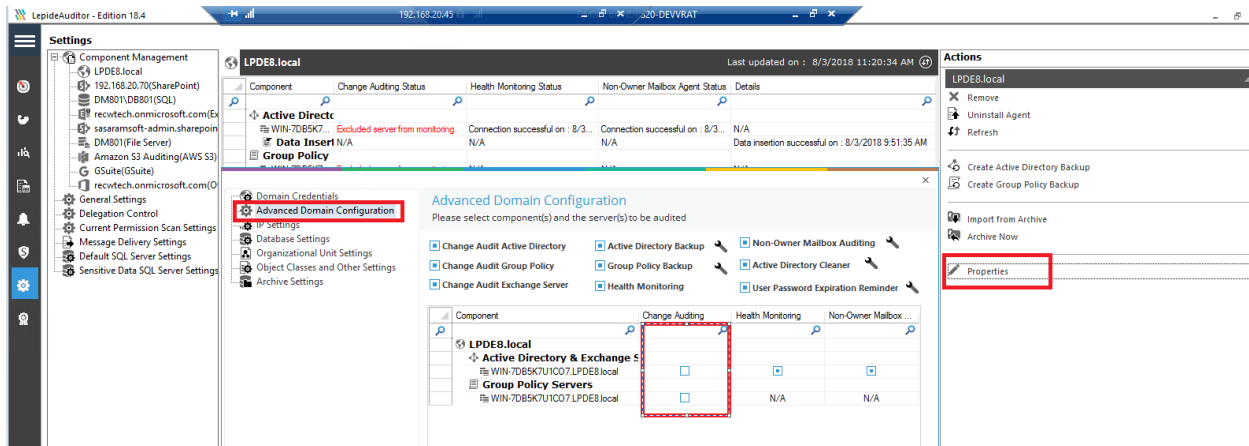 LepideAuditor - Edition 18.4
192.168.20.45
S20-DEVVRAT
Settings
Component Management
LPDE8.local
192.168.20.70(SharePoint)
DM801\DB801(SQL)
recvtech.onmicrosoft.com(Ex
sasaramsoft-admin.sharepoin
DM801(File Server)
Amazon S3 Auditing(AWS S3)
GSuite(GSuite)
recvtech.onmicrosoft.com(O
General Settings
Delegation Control
Current Permission Scan Settings
Message Delivery Settings
Default SQL Server Settings
Sensitive Data SQL Server Settings
LPDE8.local
Last updated on : 8/3/2018 11:20:34 AM
Component Change Auditing Status Health Monitoring Status Non-Owner Mailbox Agent Status Details
Active Directc
WIN-7DB5K7... Excluded server from monitoring. Connection successful on : 8/3... Connection successful on : 8/3... N/A
Data Insert N/A N/A N/A Data insertion successful on : 8/3/2018 9:51:35 AM
Group Policy
Domain Credentials
Advanced Domain Configuration
IP Settings
Database Settings
Organizational Unit Settings
Object Classes and Other Settings
Archive Settings
Advanced Domain Configuration
Please select component(s) and the server(s) to be audited
Change Audit Active Directory Active Directory Backup Non-Owner Mailbox Auditing
Change Audit Group Policy Group Policy Backup Active Directory Cleaner
Change Audit Exchange Server Health Monitoring User Password Expiration Reminder
Component Change Auditing Health Monitoring Non-Owner Mailbox ...
LPDE8.local
Active Directory & Exchange S
WIN-7DB5K7U1CO7.LPDE8.local
Group Policy Servers
WIN-7DB5K7U1CO7.LPDE8.local N/A N/A
Actions
LPDE8.local
Remove
Uninstall Agent
Refresh
Create Active Directory Backup
Create Group Policy Backup
Import from Archive
Archive Now
Properties